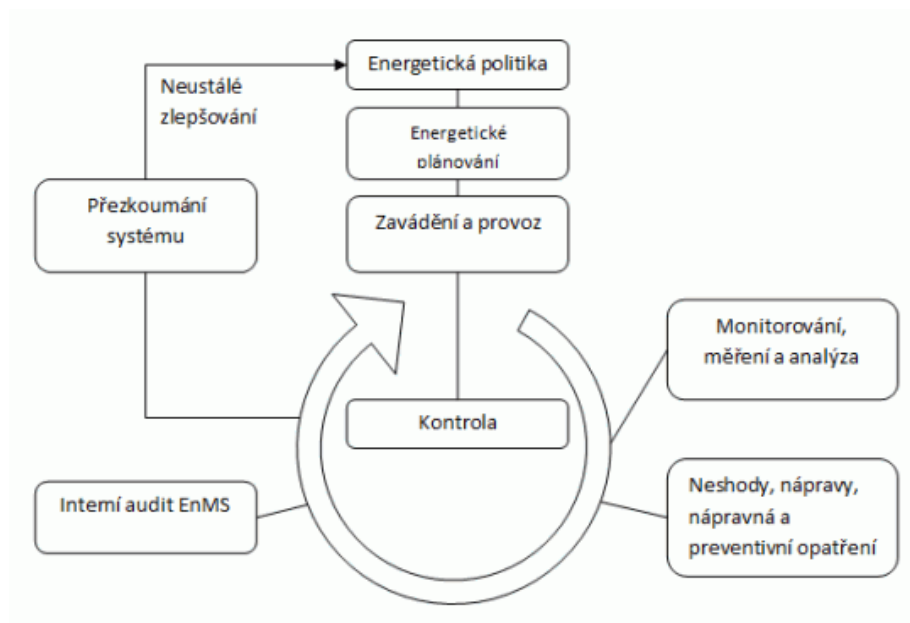 Energetická politika
Neustálé
zlepšování
Energetické
plánování
Přezkoumání
systému
Zavádění a provoz
Monitorování,
měření a analýza
Kontrola
Interní audit EnMS
Neshody, nápravy,
nápravná a
preventivní opatření